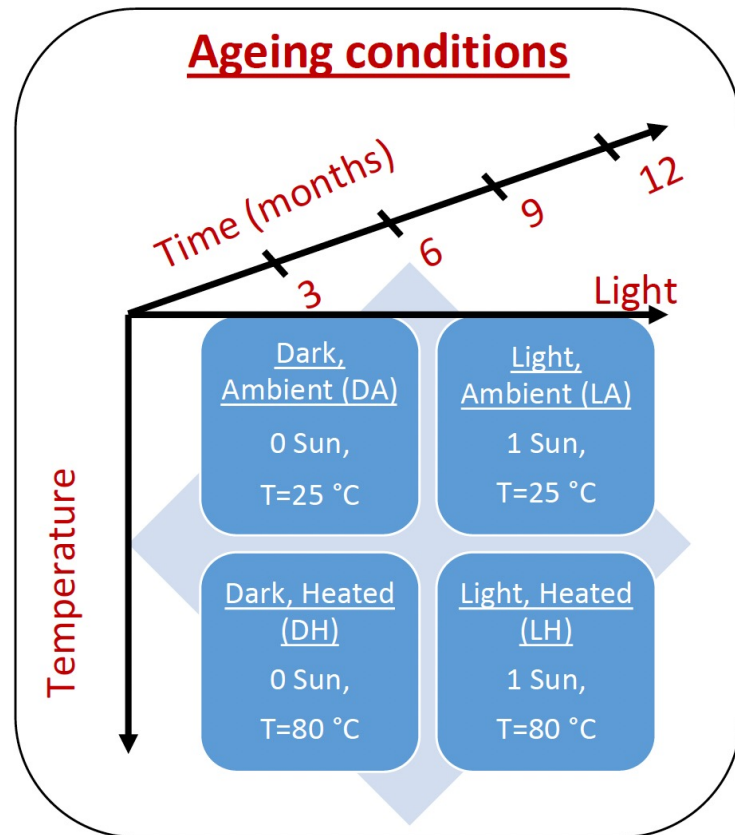 Ageing conditions
Time (months)
3
6
9
12
Light
Temperature
Dark,
Ambient (DA)
0 Sun,
T=25 °C
Light,
Ambient (LA)
1 Sun,
T=25 °C
Dark, Heated
(DH)
0 Sun,
T=80 °C
Light, Heated
(LH)
1 Sun,
T=80 °C